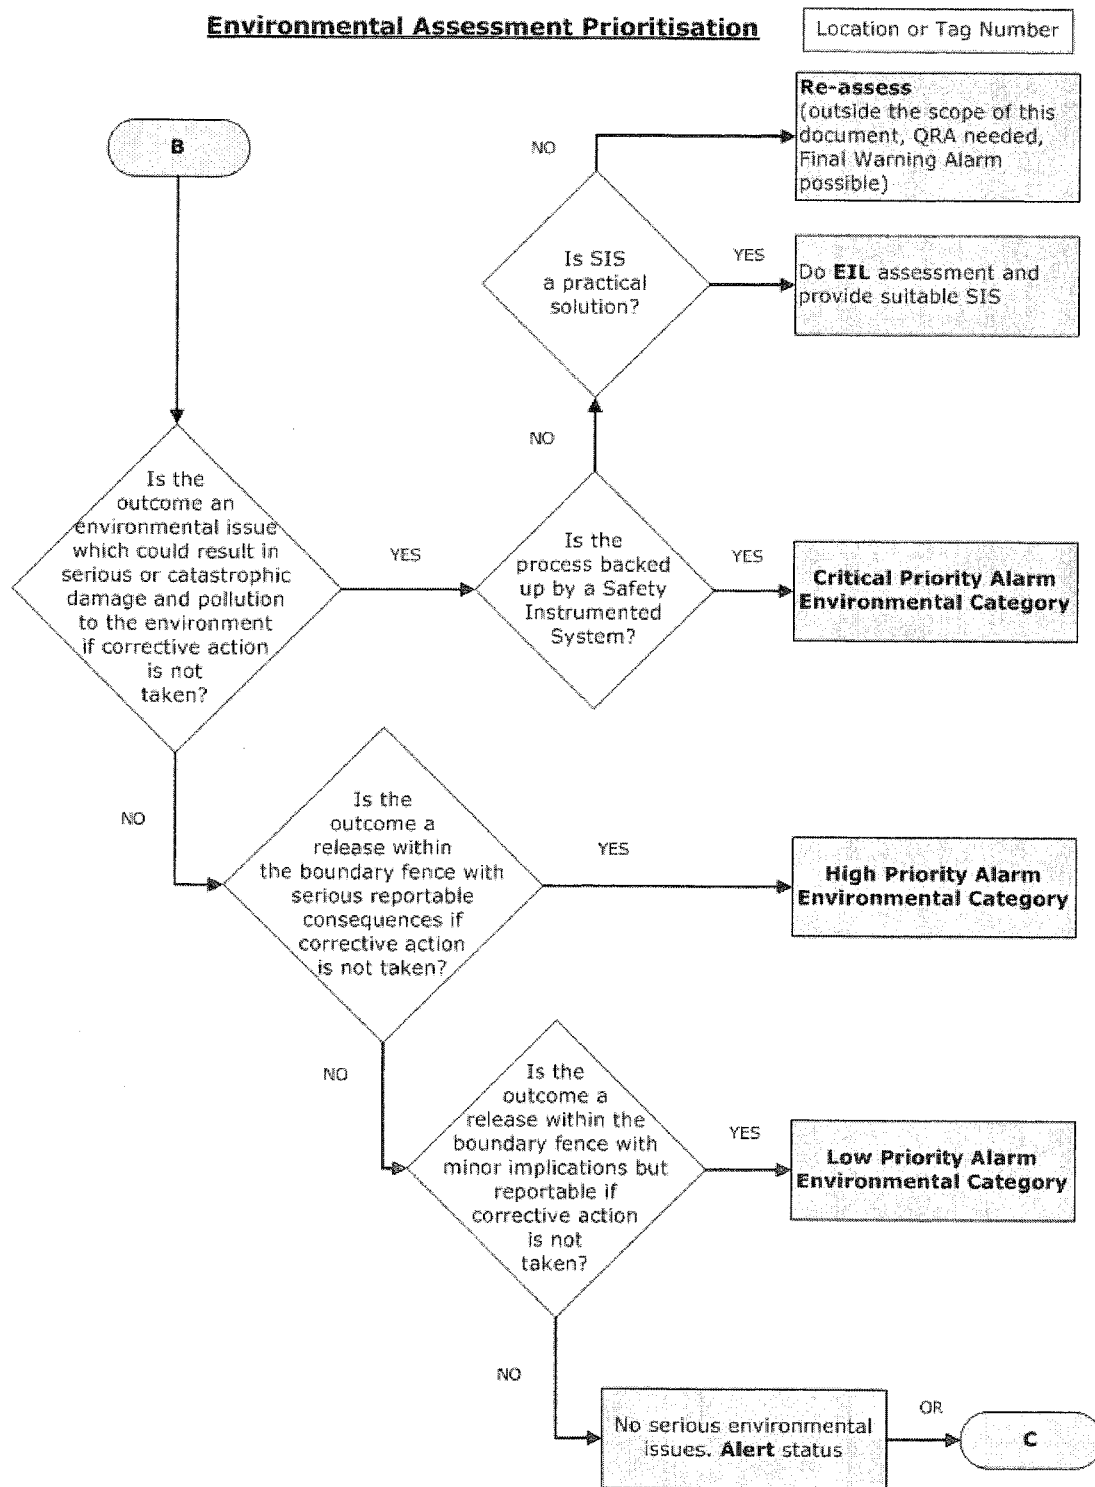 Environmental Assessment Prioritisation
Location or Tag Number
B
Re-assess
(outside the scope of this
document, QRA needed,
Final Warning Alarm
possible)
NO
Is SIS
a practical
solution?
YES
Do EIL assessment and
provide suitable SIS
NO
Is the
outcome an
environmental issue
which could result in
serious or catastrophic
damage and pollution
to the environment
if corrective action
is not
taken?
YES
Is the
process backed
up by a Safety
Instrumented
System?
YES
Critical Priority Alarm
Environmental Category
NO
Is the
outcome a
release within
the boundary fence with
serious reportable
consequences if
corrective action
is not taken?
YES
High Priority Alarm
Environmental Category
NO
Is the
outcome a
release within the
boundary fence with
minor implications but
reportable if
corrective action
is not
taken?
YES
Low Priority Alarm
Environmental Category
NO
No serious environmental
issues. Alert status
OR
C